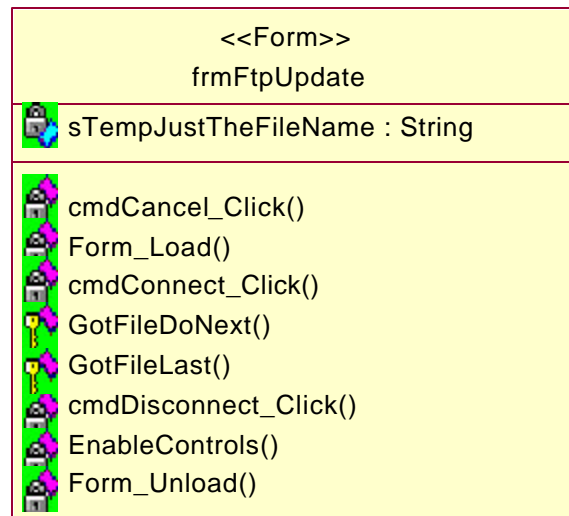 <<Form>>
frmFtpUpdate
sTempJustTheFileName : String
cmdCancel_Click()
Form_Load()
cmdConnect_Click()
GotFileDoNext()
GotFileLast()
cmdDisconnect_Click()
EnableControls()
Form_Unload()